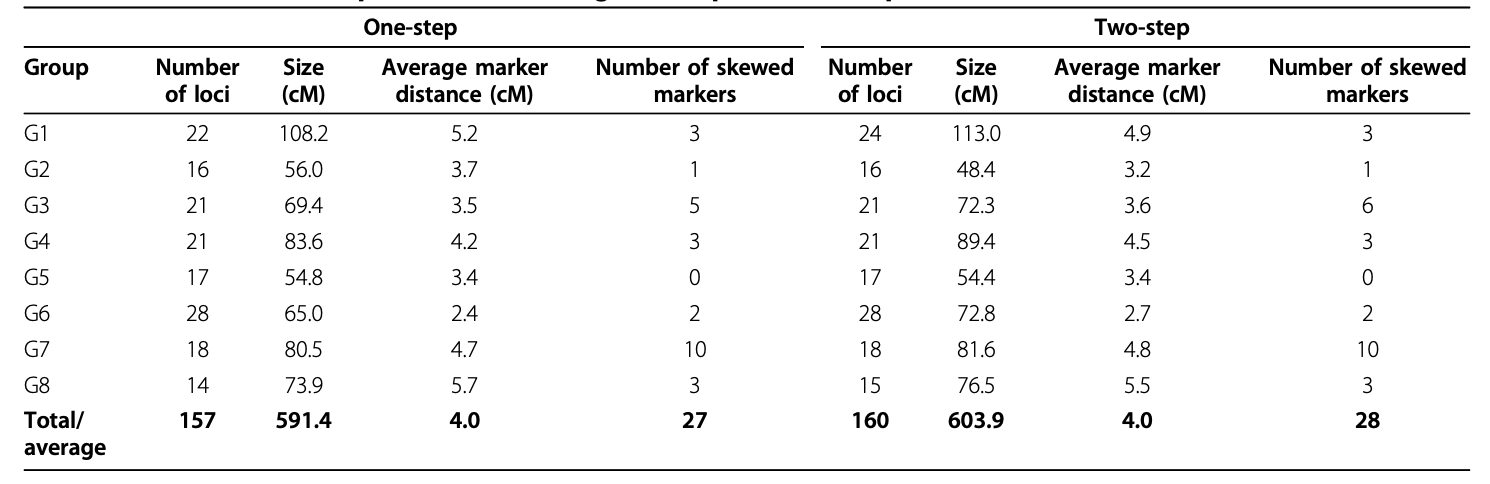 One-step Two-step
Group Number of loci Size (cM) Average marker distance (cM) Number of skewed markers Number of loci Size (cM) Average marker distance (cM) Number of skewed markers
G1 22 108.2 5.2 3 24 113.0 4.9 3
G2 16 56.0 3.7 1 16 48.4 3.2 1
G3 21 69.4 3.5 5 21 72.3 3.6 6
G4 21 83.6 4.2 3 21 89.4 4.5 3
G5 17 54.8 3.4 0 17 54.4 3.4 0
G6 28 65.0 2.4 2 28 72.8 2.7 2
G7 18 80.5 4.7 10 18 81.6 4.8 10
G8 14 73.9 5.7 3 15 76.5 5.5 3
Total/ average 157 591.4 4.0 27 160 603.9 4.0 28